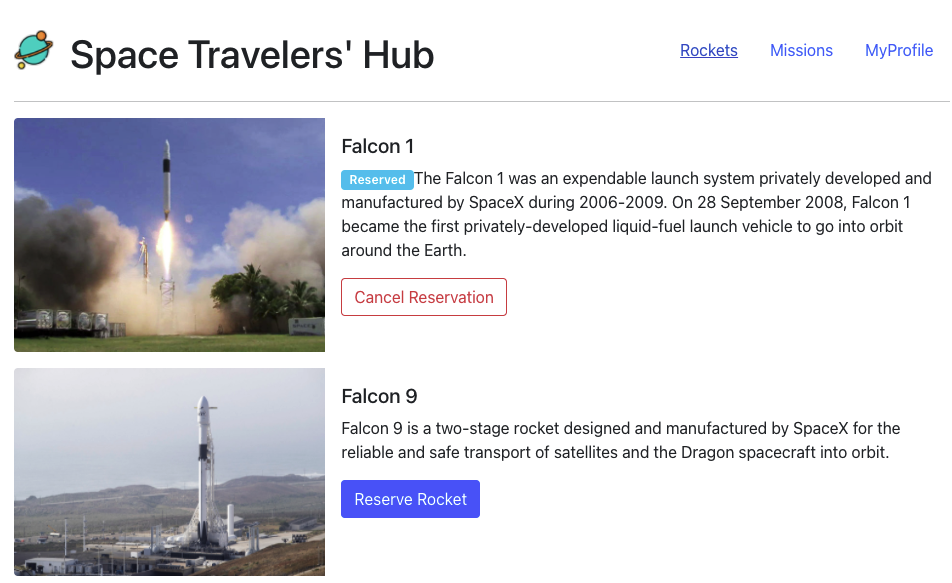 Space Travelers' Hub
Rockets
Missions
MyProfile
Falcon 1
Reserved The Falcon 1 was an expendable launch system privately developed and
manufactured by SpaceX during 2006-2009. On 28 September 2008, Falcon 1
became the first privately-developed liquid-fuel launch vehicle to go into orbit
around the Earth.
Cancel Reservation
Falcon 9
Falcon 9 is a two-stage rocket designed and manufactured by SpaceX for the
reliable and safe transport of satellites and the Dragon spacecraft into orbit.
Reserve Rocket